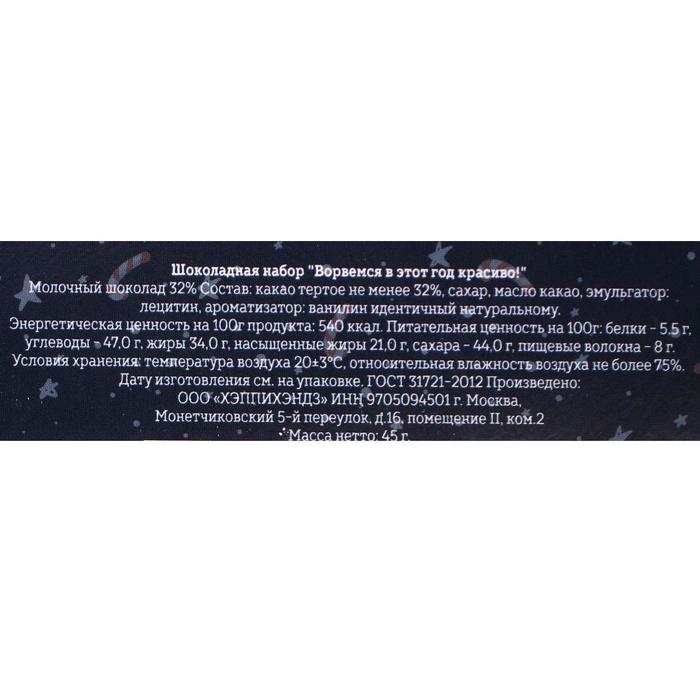 Шоколадная набор "Ворвемся в этот год красиво!"
Молочный шоколад 32% Состав: какао тертое не менее 32%, сахар, масло какао, эмульгатор:
лецитин, ароматизатор: ванилин идентичный натуральному.
Энергетическая ценность на 100г продукта: 540 ккал. Питательная ценность на 100г: белки - 5,5 г,
углеводы - 47,0 г, жиры 34,0 г, насыщенные жиры 21,0 г, сахара - 44,0 г, пищевые волокна - 8 г.
Условия хранения: температура воздуха 20+3°С, относительная влажность воздуха не более 75%.
Дату изготовления см. на упаковке. ГОСТ 31721-2012 Произведено:
ООО «ХЭППИХЭНДЗ» ИНН 9705094501 г. Москва,
Монетчиковский 5-й переулок, д.16, помещение II, ком.2
Масса нетто: 45 г.